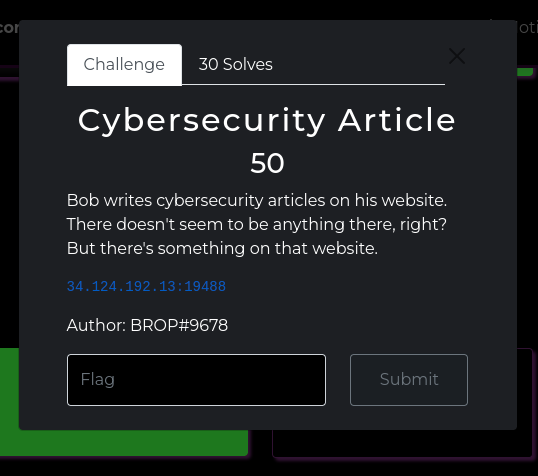 Challenge
30 Solves
Cybersecurity Article
50
Bob writes cybersecurity articles on his website.
There doesn't seem to be anything there, right?
But there's something on that website.
34.124.192.13:19488
Author: BROP#9678
Flag
Submit